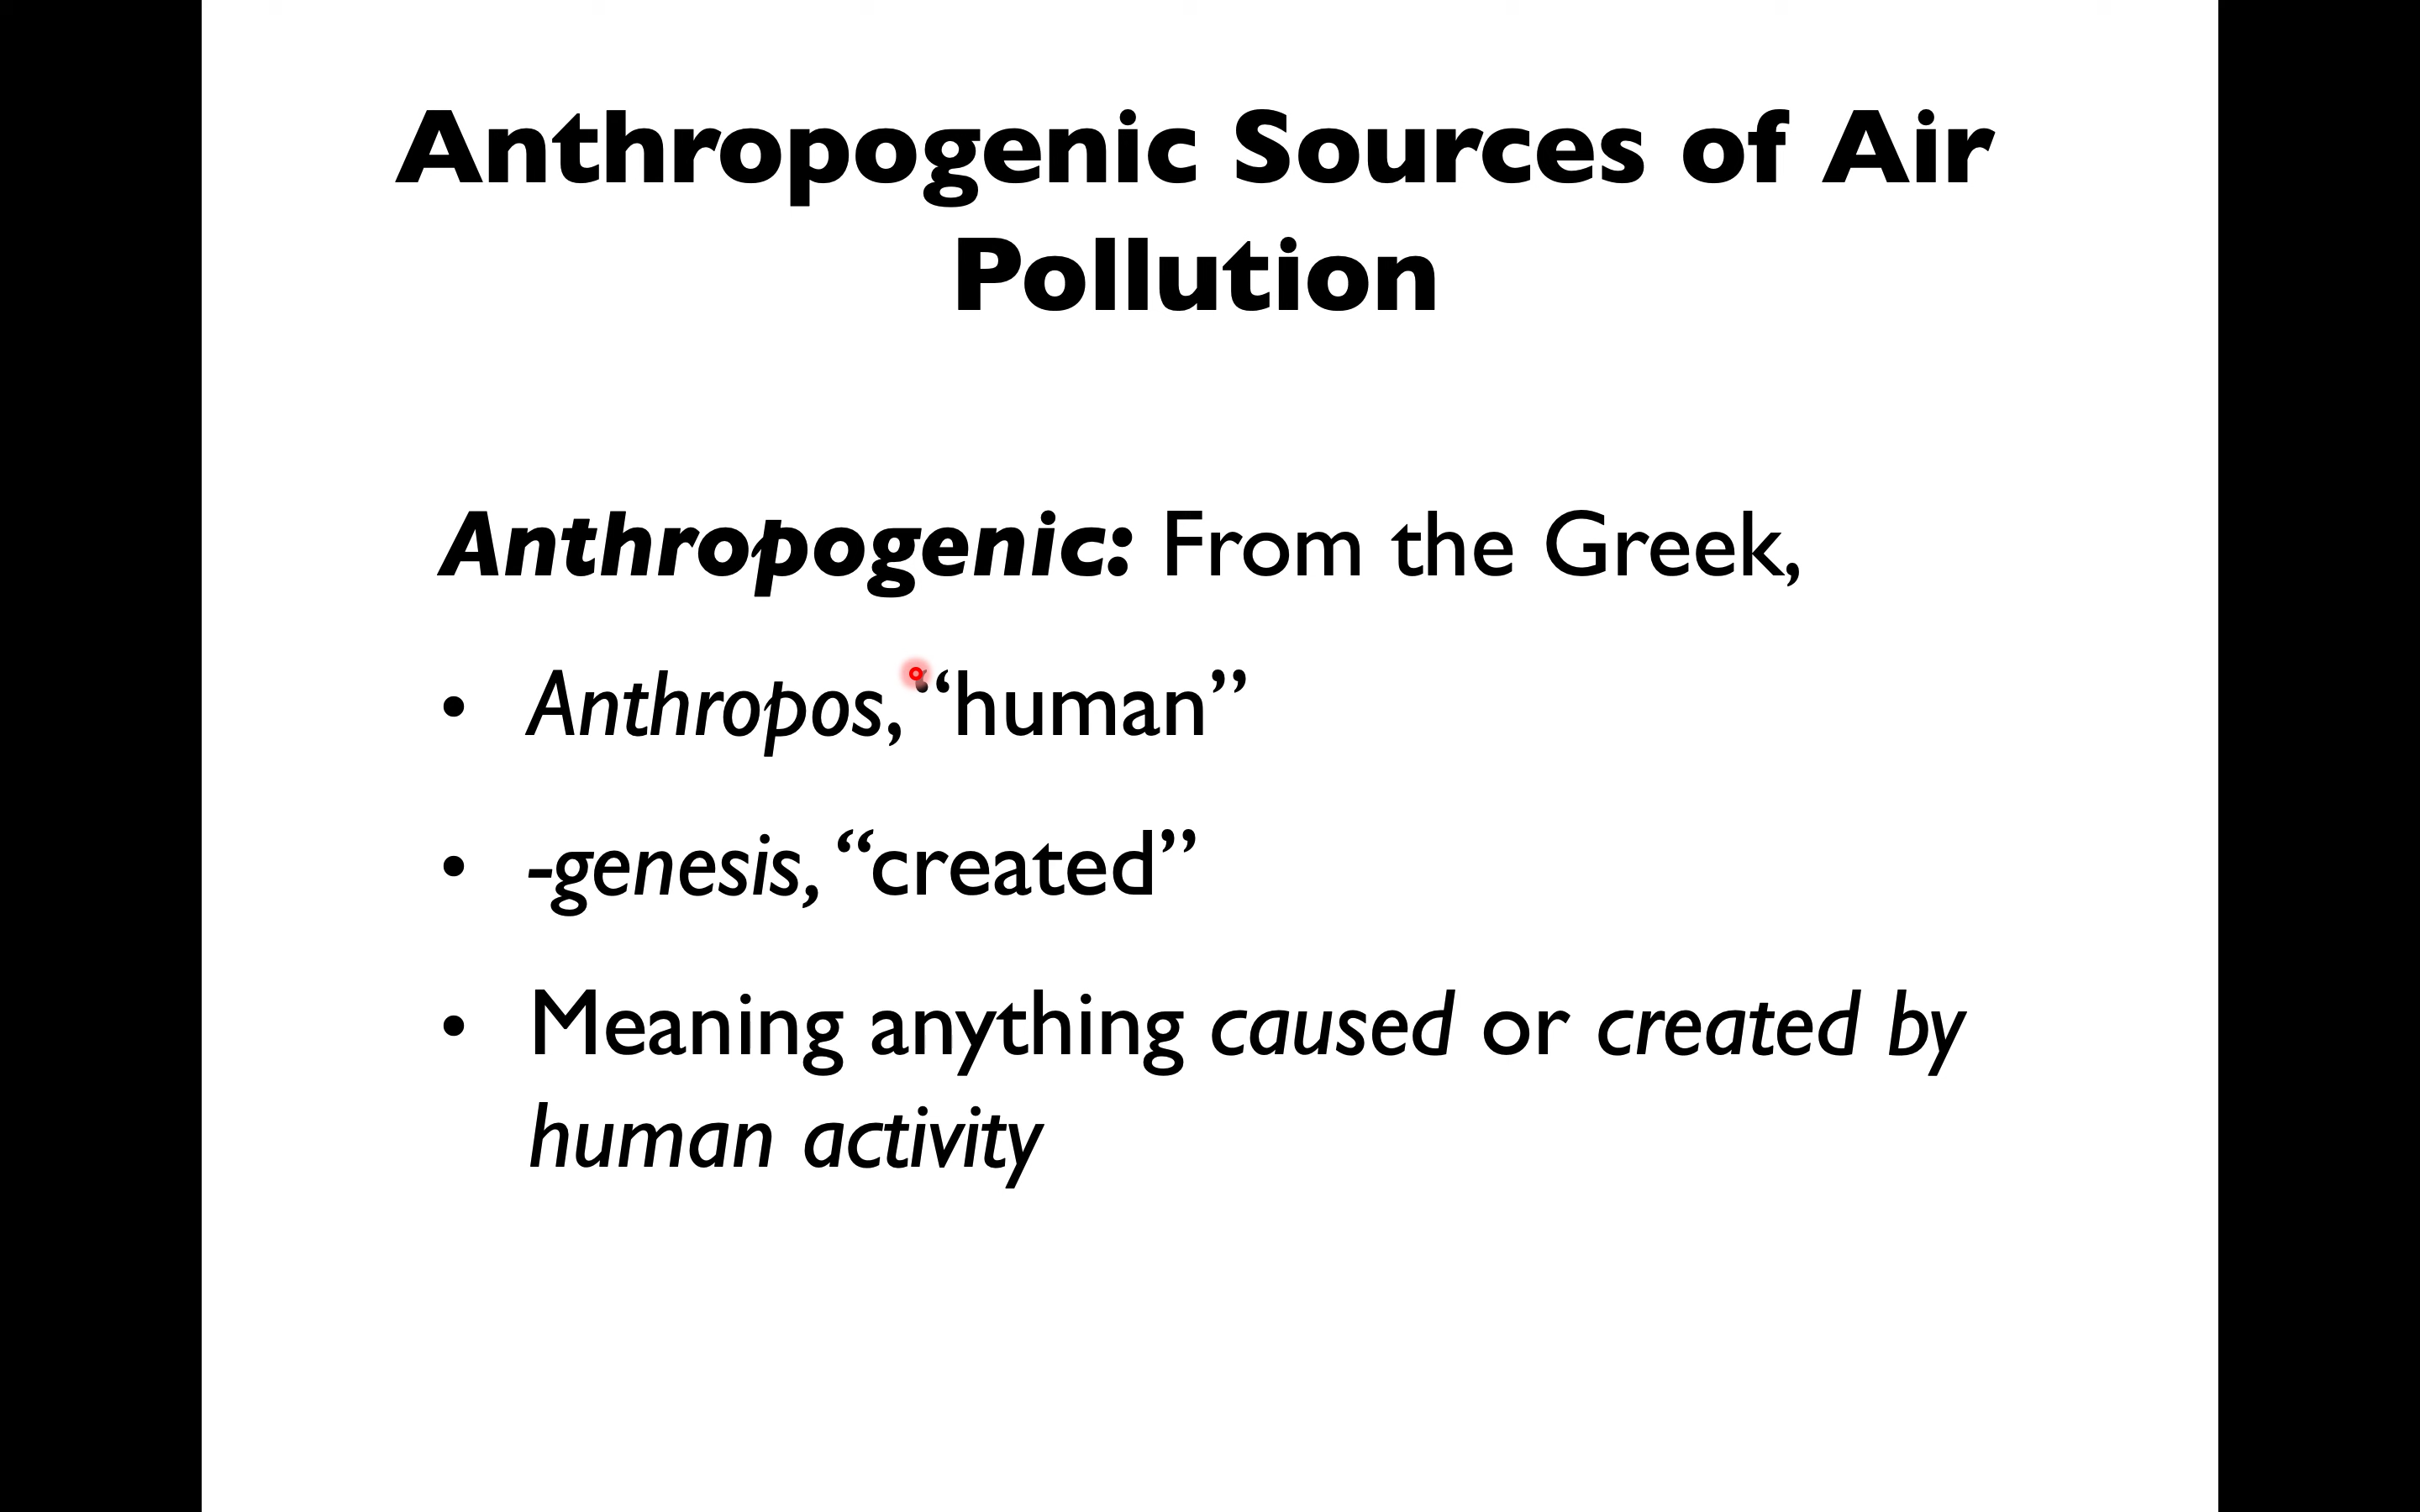 Anthropogenic Sources of Air
Pollution
Anthropogenic: From the Greek,
• Anthropos, “human”
• -genesis, “created”
• Meaning anything caused or created by
human activity